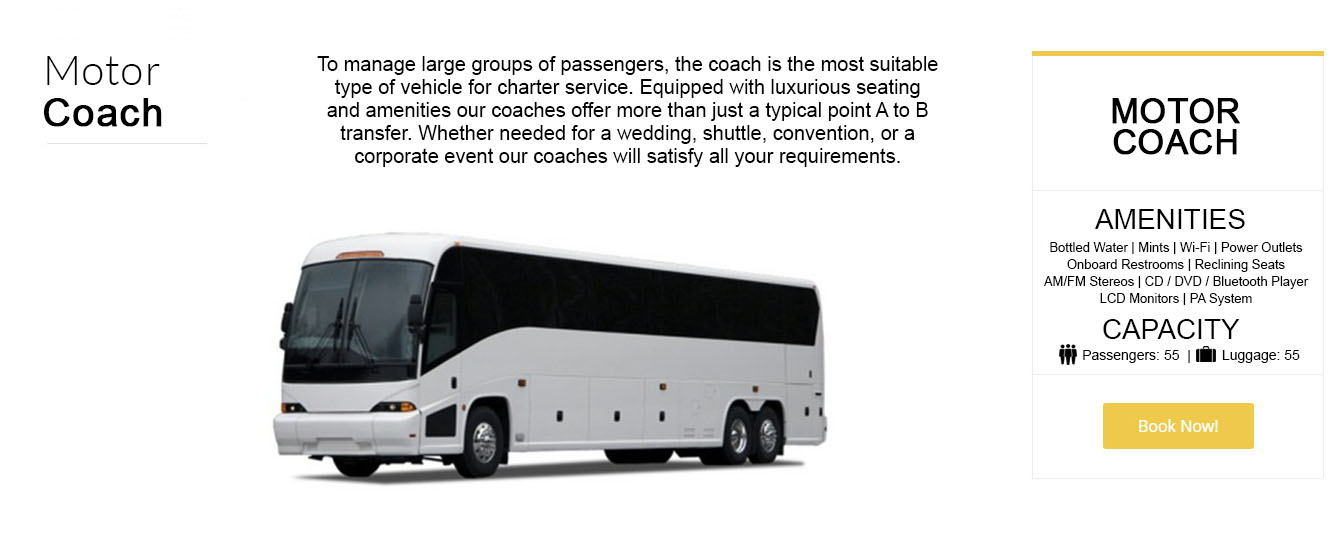 Motor
Coach
To manage large groups of passengers, the coach is the most suitable
type of vehicle for charter service. Equipped with luxurious seating
and amenities our coaches offer more than just a typical point A to B
transfer. Whether needed for a wedding, shuttle, convention, or a
corporate event our coaches will satisfy all your requirements.
MOTOR
COACH
AMENITIES
Bottled Water | Mints | Wi-Fi | Power Outlets
Onboard Restrooms | Reclining Seats
AM/FM Stereos | CD / DVD / Bluetooth Player
LCD Monitors | PA System
CAPACITY
Passengers: 55 | Luggage: 55
Book Now!